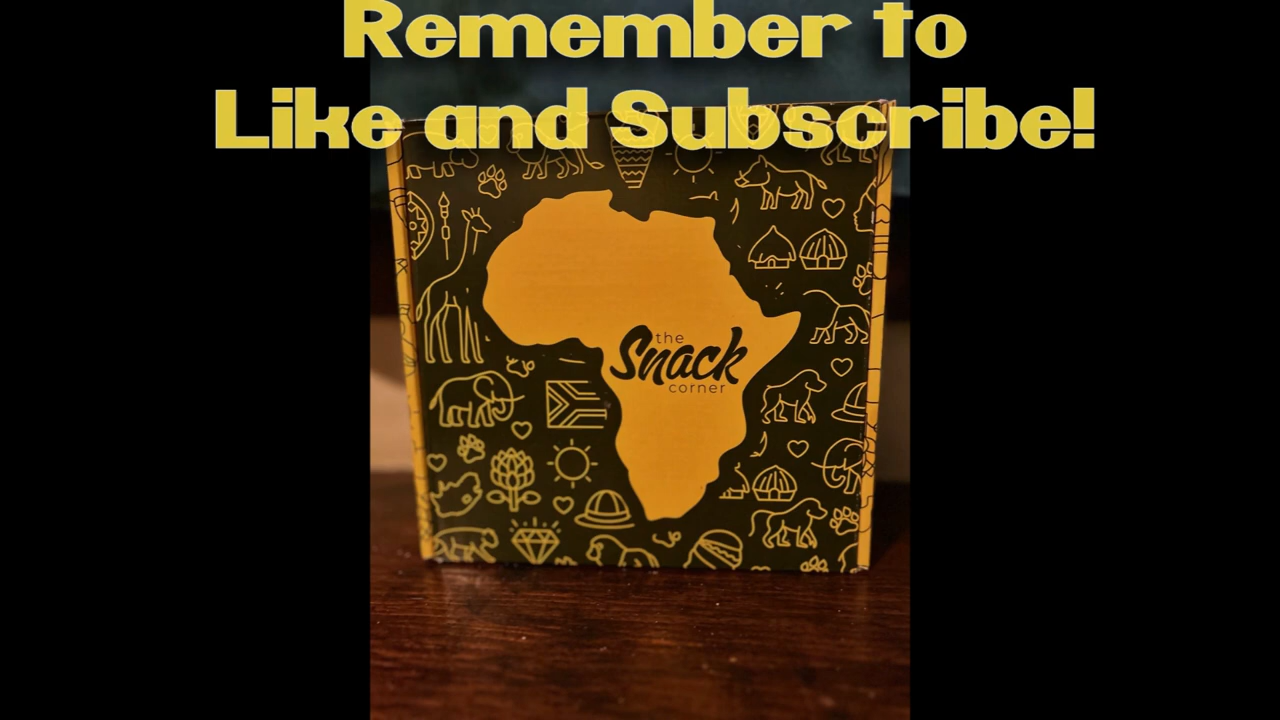 Remember to
Like and Subscribe!
the
Snack
corner